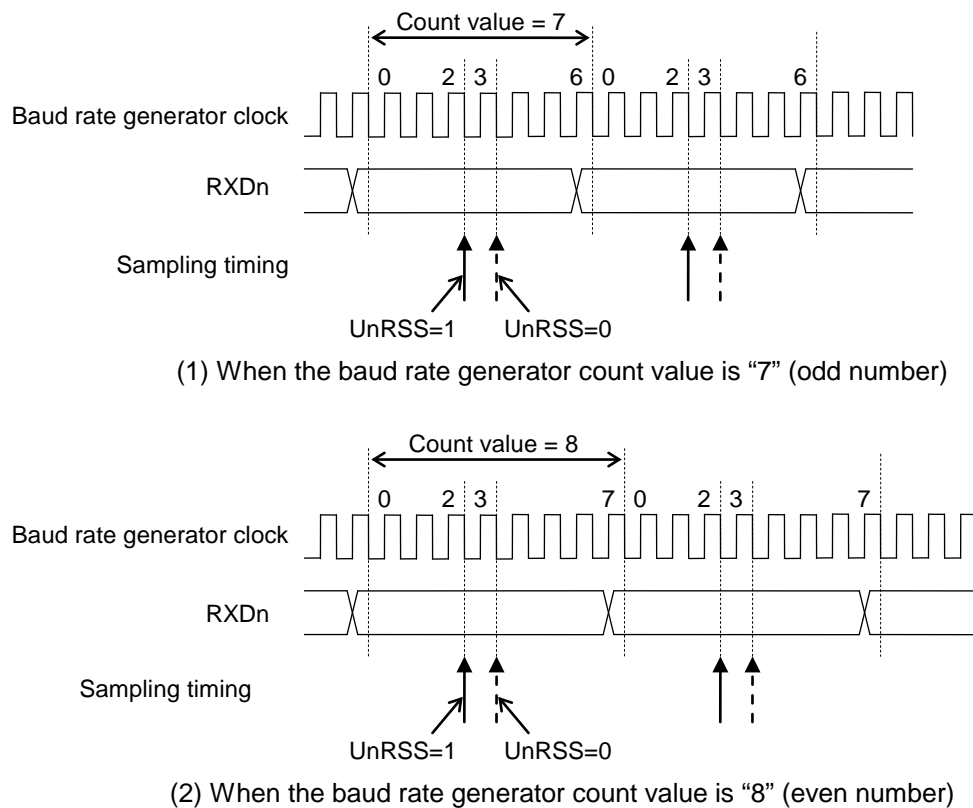 Count value = 7
0 2 3 6 0 2 3 6
Baud rate generator clock
RXDn
Sampling timing
UnRSS=1 UnRSS=0
(1) When the baud rate generator count value is “7” (odd number)
Count value = 8
0 2 3 7 0 2 3 7
Baud rate generator clock
RXDn
Sampling timing
UnRSS=1 UnRSS=0
(2) When the baud rate generator count value is “8” (even number)